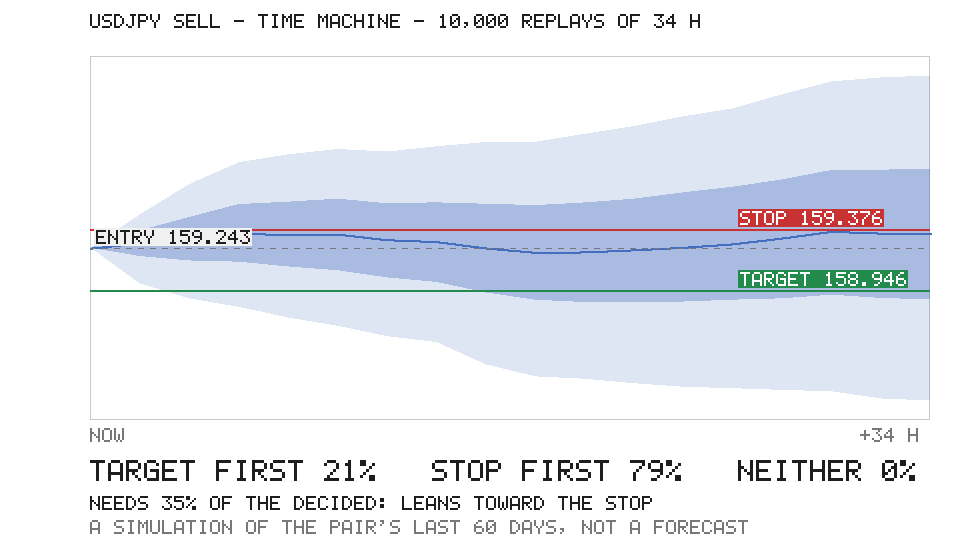 USDJPY SELL - TIME MACHINE - 10,000 REPLAYS OF 34 H
STOP 159.376
ENTRY 159.243
TARGET 158.946
NOW +34 H
TARGET FIRST 21% STOP FIRST 79% NEITHER 0%
NEEDS 35% OF THE DECIDED: LEANS TOWARD THE STOP
A SIMULATION OF THE PAIR'S LAST 60 DAYS, NOT A FORECAST